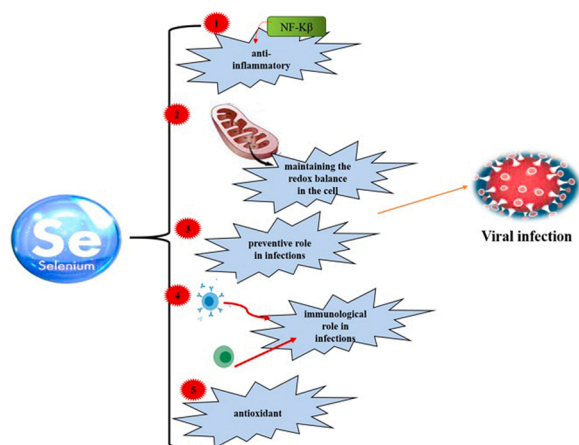 1
NF-Kβ
anti-
inflammatory
2
maintaining the
redox balance
in the cell
Se
Selenium
3
preventive role
in infections
Viral infection
4
immunological
role in
infections
5
antioxidant